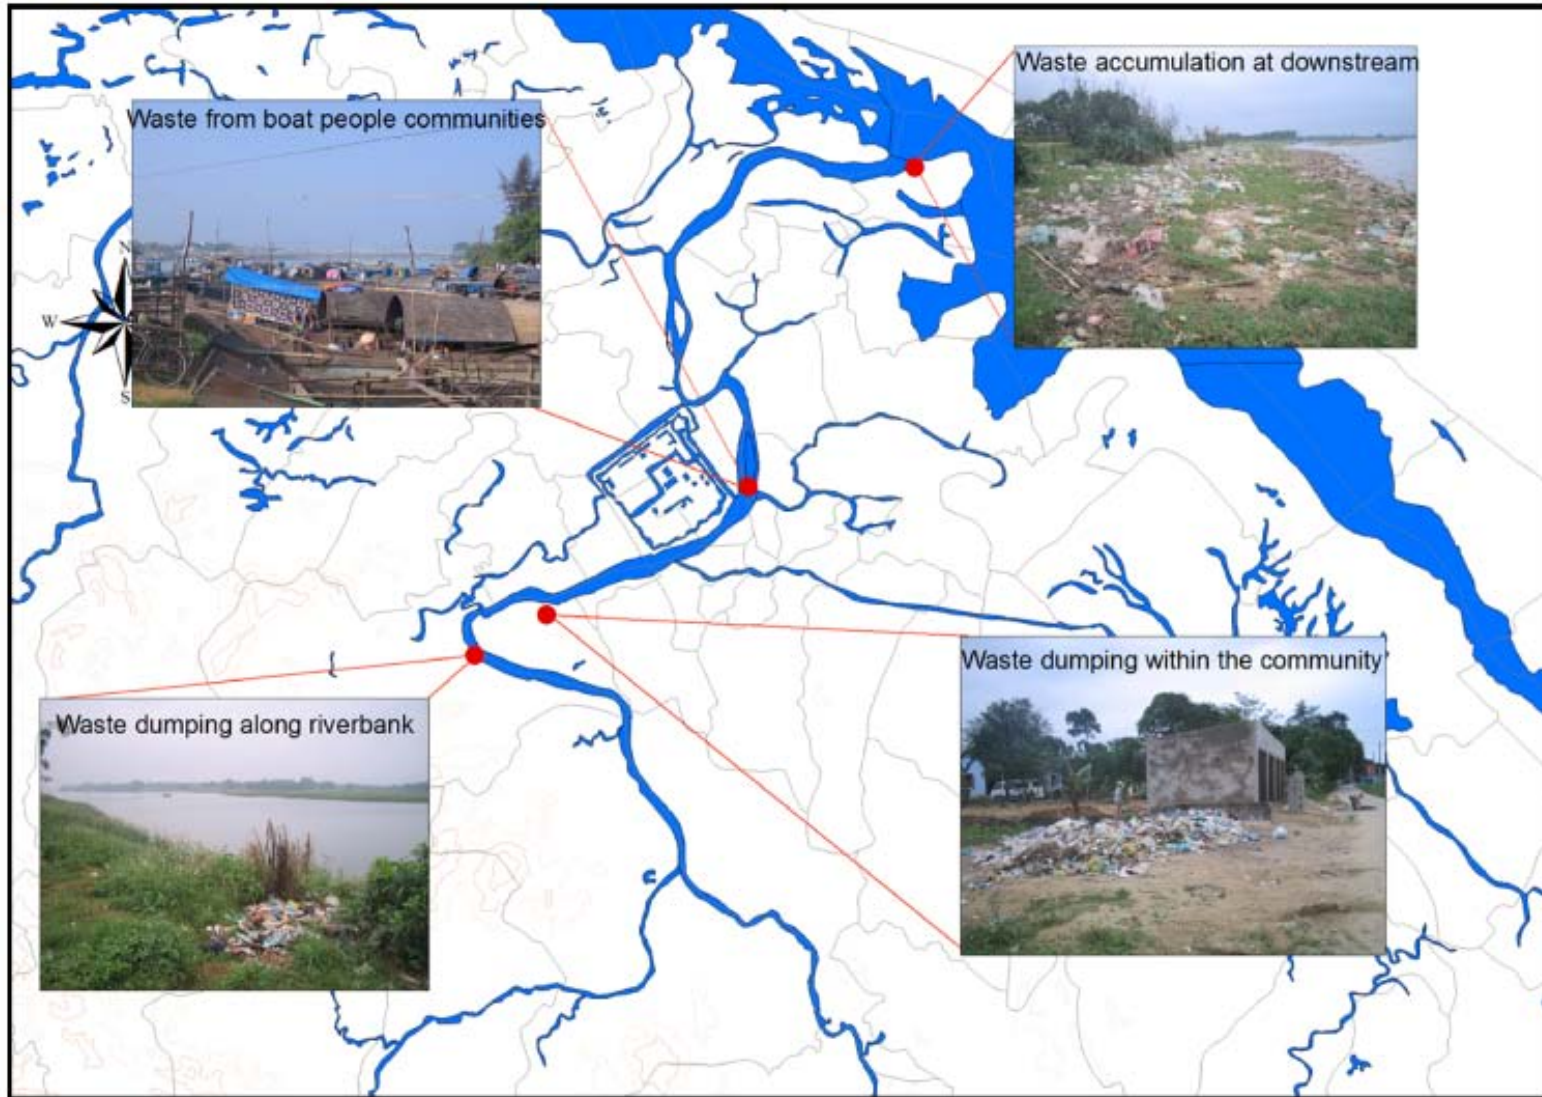 Waste accumulation at downstream
Waste from boat people communities
N
W
S
Waste dumping within the community
Waste dumping along riverbank